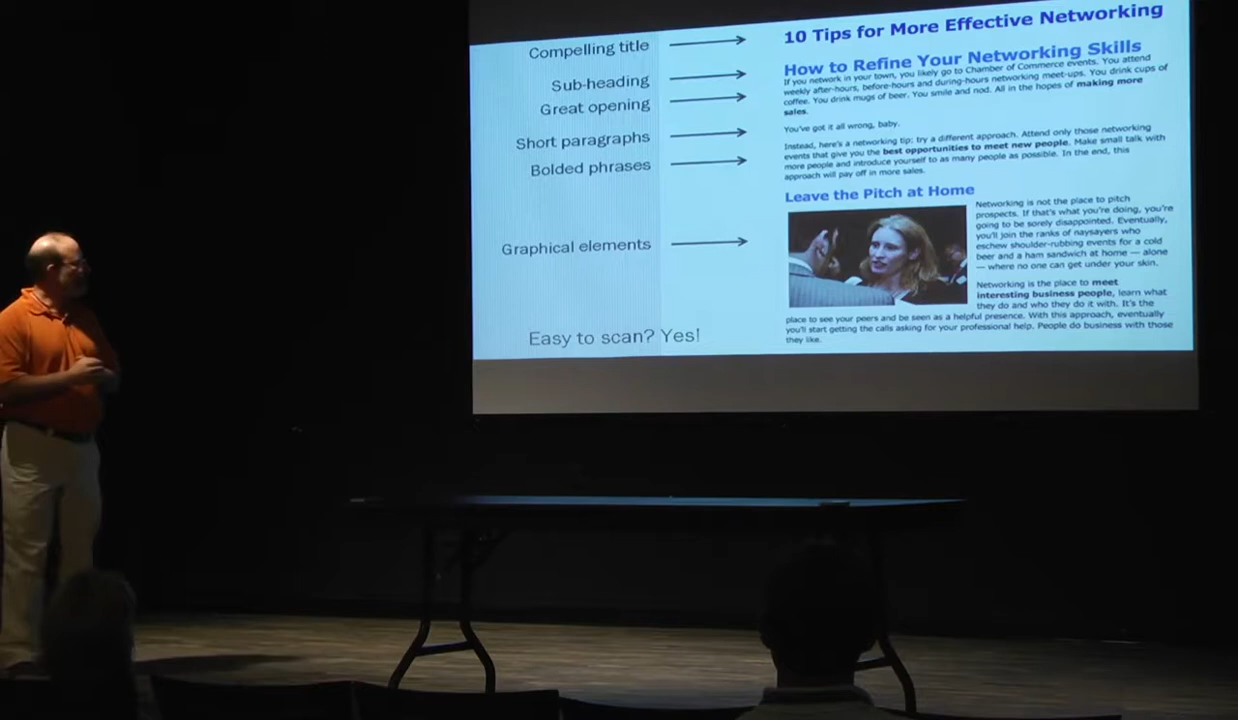 Compelling title
Sub-heading
Great opening
Short paragraphs
Bolded phrases
Graphical elements
Easy to scan? Yes!
10 Tips for More Effective Networking
How to Refine Your Networking Skills
If you network in your town, you likely go to Chamber of Commerce events. You attend
weekly after-hours, before-hours and during-hours networking meet-ups. You drink cups of
coffee. You drink mugs of beer. You smile and nod. All in the hopes of making more
sales.
You've got it all wrong, baby.
Instead, here's a networking tip: try a different approach. Attend only those networking
events that give you the best opportunities to meet new people. Make small talk with
more people and introduce yourself to as many people as possible. In the end, this
approach will pay off in more sales.
Leave the Pitch at Home
Networking is not the place to pitch
prospects. If that's what you're doing, you're
going to be sorely disappointed. Eventually,
you'll join the ranks of naysayers who
eschew shoulder-rubbing events for a cold
beer and a ham sandwich at home — alone
— where no one can get under your skin.
Networking is the place to meet
interesting business people, learn what
they do and who they do it with. It's the
place to see your peers and be seen as a helpful presence. With this approach, eventually
you'll start getting the calls asking for your professional help. People do business with those
they like.